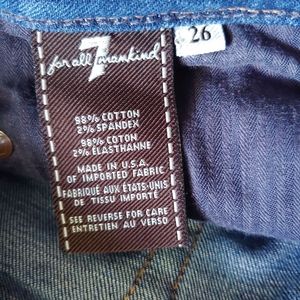 7
for all mankind
26
98% COTTON
2% SPANDEX
98% COTON
2% ÉLASTHANNE
MADE IN U.S.A.
OF IMPORTED FABRIC
FABRIQUÉ AUX ÉTATS-UNIS
DE TISSU IMPORTÉ
SEE REVERSE FOR CARE
ENTRETIEN AU VERSO